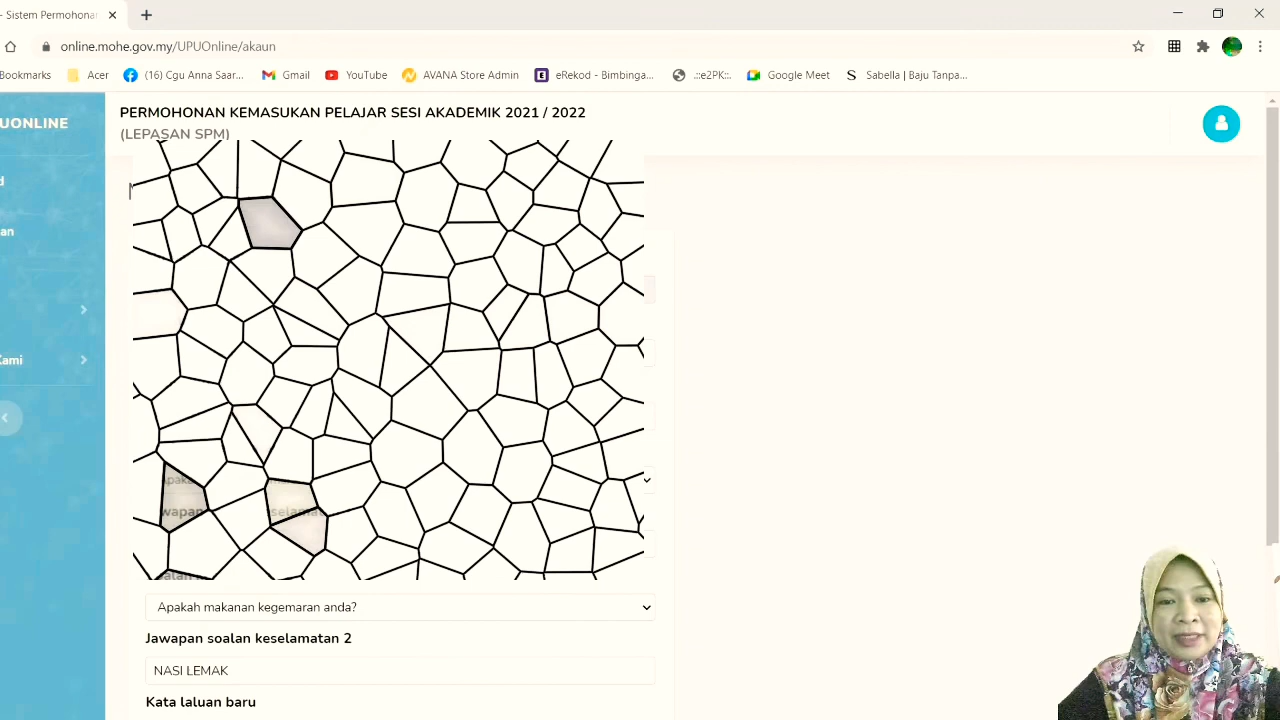 - Sistem Permohonan
online.mohe.gov.my/UPUOnline/akaun
Bookmarks Acer (16) Cgu Anna Saar... Gmail YouTube AVANA Store Admin eRekod - Bimbinga... .::e2PK::. Google Meet Sabella | Baju Tanpa...
UONLINE
PERMOHONAN KEMASUKAN PELAJAR SESI AKADEMIK 2021 / 2022
(LEPASAN SPM)
d
an
Kami
Apakah makanan kegemaran anda?
Jawapan soalan keselamatan 2
NASI LEMAK
Kata laluan baru